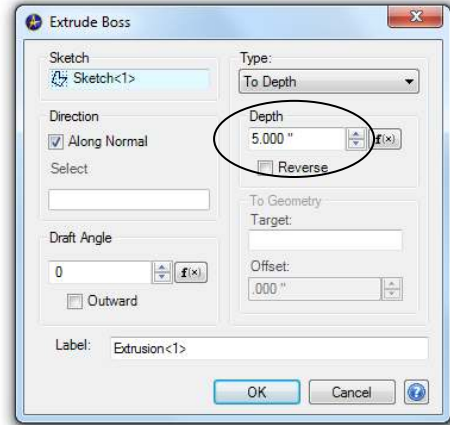 Extrude Boss
Sketch
Sketch<1>
Direction
Along Normal
Select
Draft Angle
0
f(x)
Outward
Type:
To Depth
Depth
5.000 "
f(x)
Reverse
To Geometry
Target:
Offset:
.000 "
Label:
Extrusion<1>
OK
Cancel
?